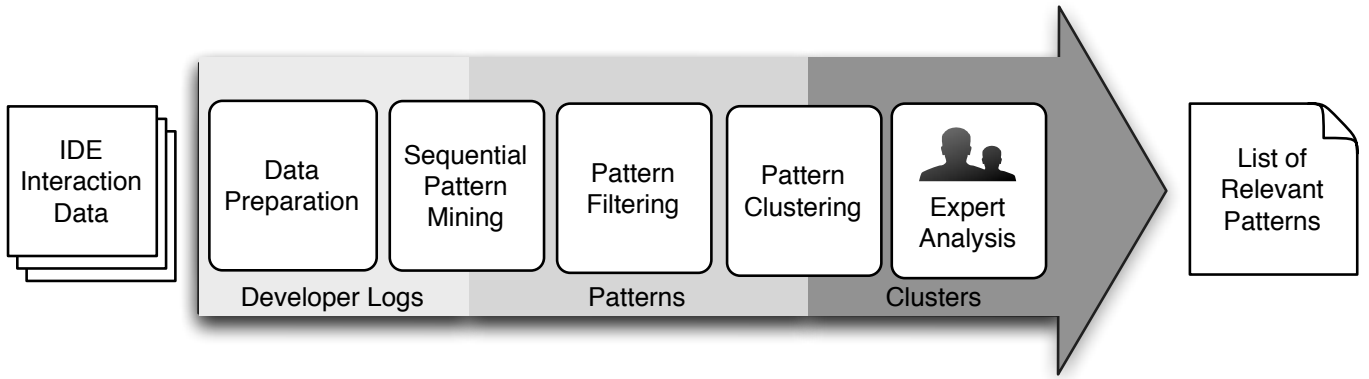 IDE
Interaction
Data
Data
Preparation
Sequential
Pattern
Mining
Pattern
Filtering
Pattern
Clustering
Expert
Analysis
Developer Logs
Patterns
Clusters
List of
Relevant
Patterns